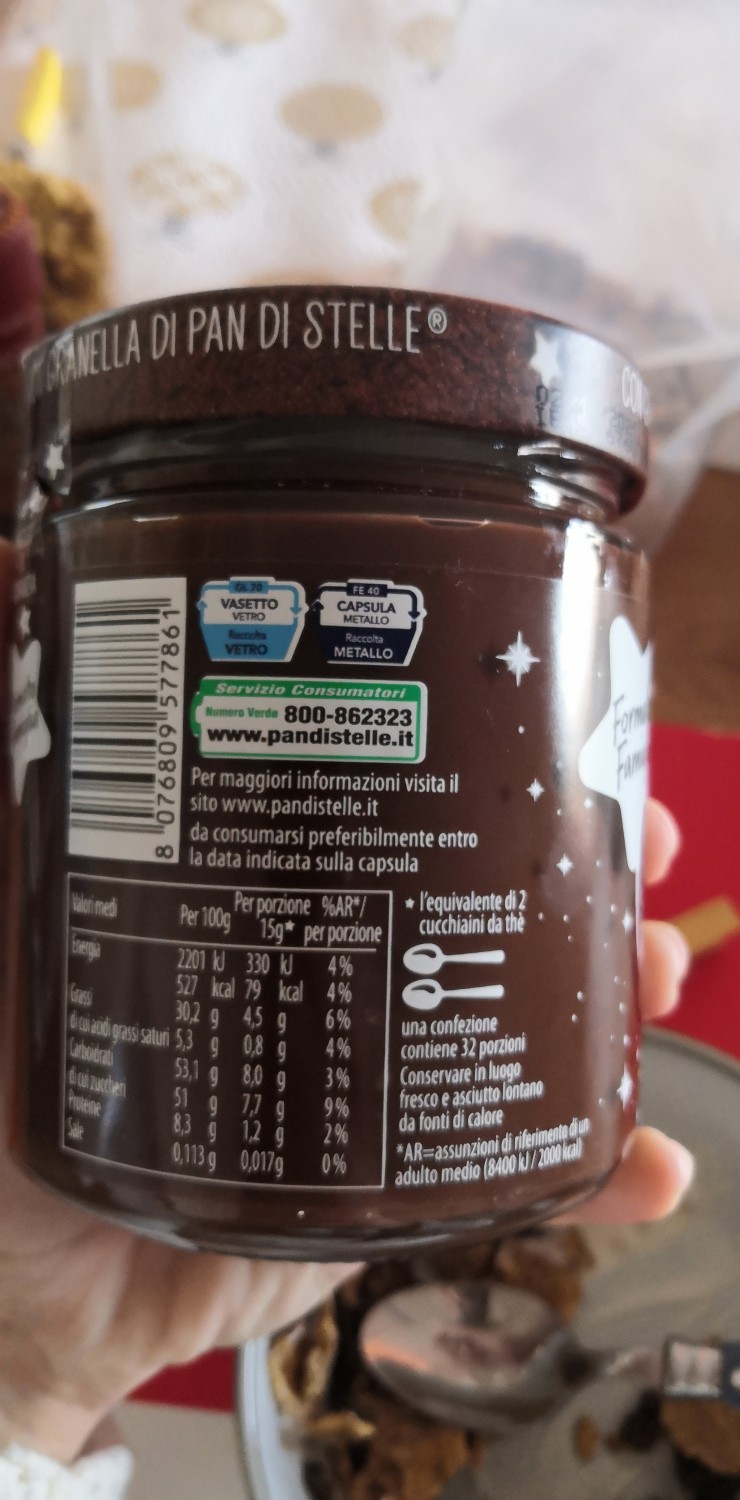 GRANELLA DI PAN DI STELLE®
CON
GL 70
VASETTO
VETRO
Raccolta
VETRO
FE 40
CAPSULA
METALLO
Raccolta
METALLO
Servizio Consumatori
Numero Verde 800-862323
www.pandistelle.it
8 076809 577861
Per maggiori informazioni visita il
sito www.pandistelle.it
da consumarsi preferibilmente entro
la data indicata sulla capsula
Valori medi Per 100g Per porzione 15g* %AR*/ per porzione
Energia 2201 kJ 330 kJ 4%
527 kcal 79 kcal 4%
Grassi 30,2 g 4,5 g 6%
di cui acidi grassi saturi 5,3 g 0,8 g 4%
Carboidrati 53,1 g 8,0 g 3%
di cui zuccheri 51 g 7,7 g 9%
Proteine 8,3 g 1,2 g 2%
Sale 0,113 g 0,017g 0%
* l'equivalente di 2
cucchiaini da thè
una confezione
contiene 32 porzioni
Conservare in luogo
fresco e asciutto lontano
da fonti di calore
*AR=assunzioni di riferimento di un
adulto medio (8400 kJ / 2000 kcal)